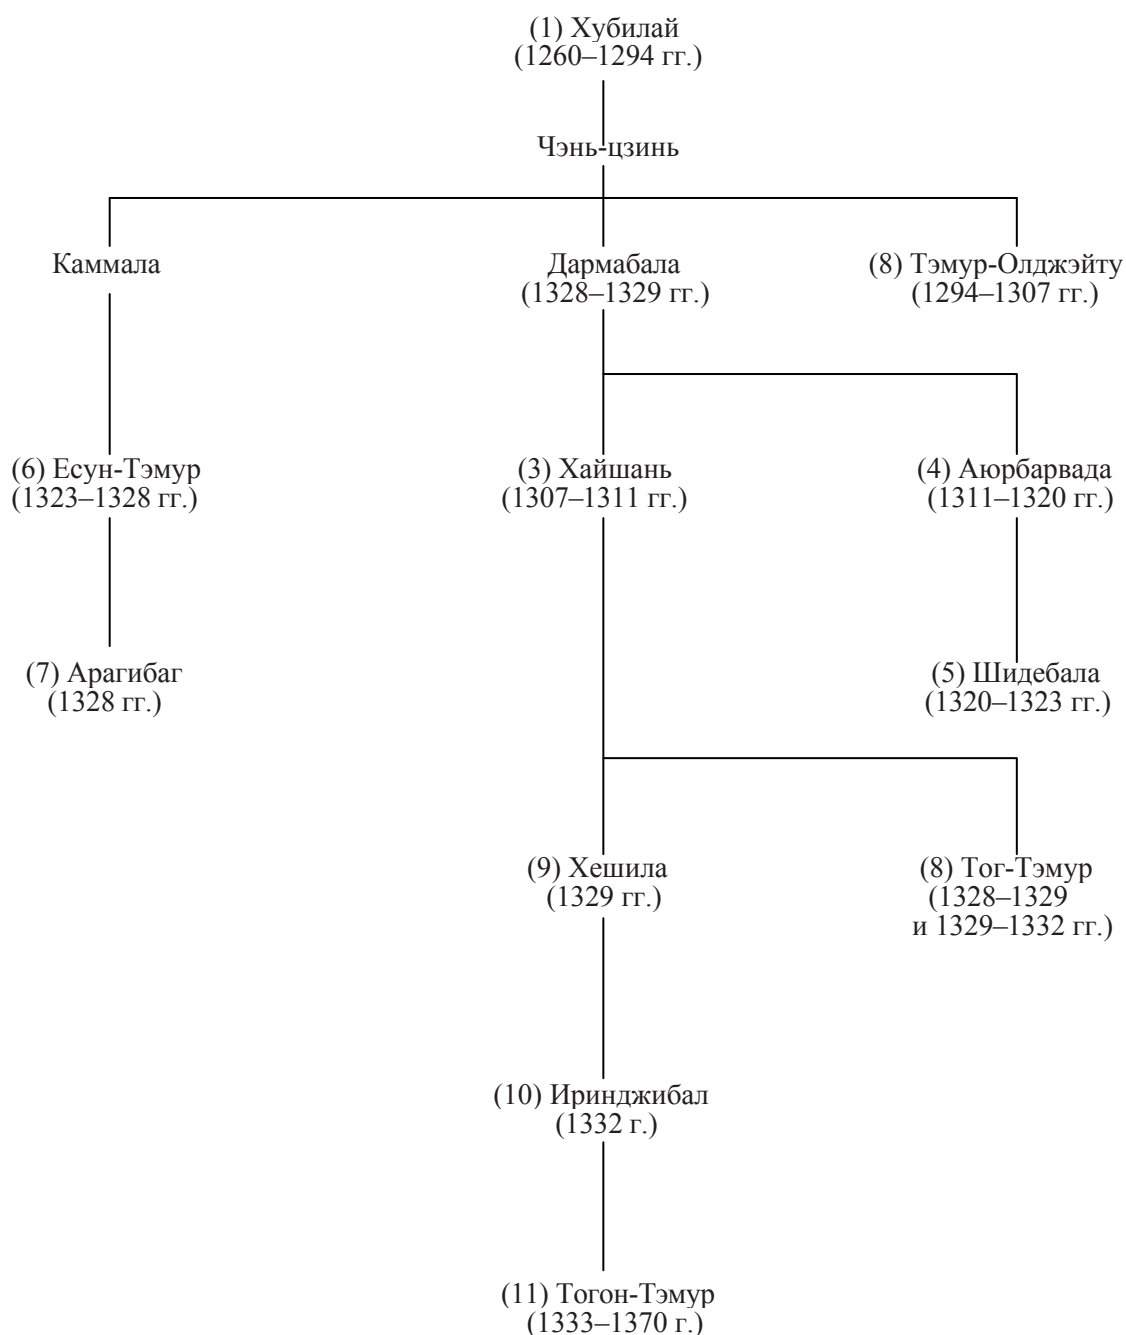 (1) Хубилай
(1260–1294 гг.)
Чэнь-цзинь
Каммала
Дармабала
(1328–1329 гг.)
(8) Тэмур-Олджэйту
(1294–1307 гг.)
(6) Есун-Тэмур
(1323–1328 гг.)
(3) Хайшань
(1307–1311 гг.)
(4) Аюрбарвада
(1311–1320 гг.)
(7) Арагибаг
(1328 гг.)
(5) Шидебала
(1320–1323 гг.)
(9) Хешила
(1329 гг.)
(8) Тог-Тэмур
(1328–1329
и 1329–1332 гг.)
(10) Иринджибал
(1332 г.)
(11) Тогон-Тэмур
(1333–1370 г.)